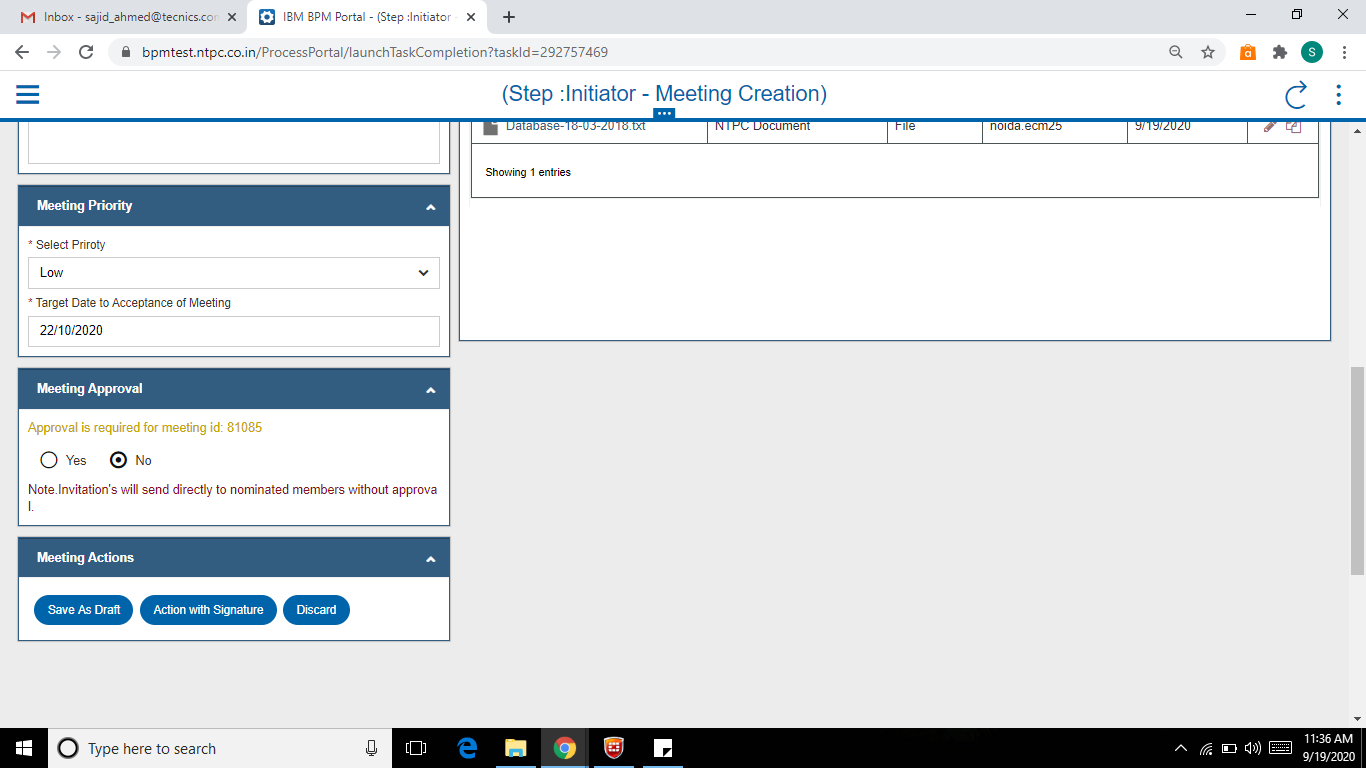 Inbox - sajid_ahmed@tecnics.con
IBM BPM Portal - (Step :Initiator -
bpmtest.ntpc.co.in/ProcessPortal/launchTaskCompletion?taskId=292757469
S
(Step :Initiator - Meeting Creation)
Database-18-03-2018.txt NTPC Document File noida.ecm25 9/19/2020
Showing 1 entries
Meeting Priority
* Select Priroty
Low
* Target Date to Acceptance of Meeting
22/10/2020
Meeting Approval
Approval is required for meeting id: 81085
Yes No
Note.Invitation's will send directly to nominated members without approva
l.
Meeting Actions
Save As Draft Action with Signature Discard
Type here to search
11:36 AM
9/19/2020